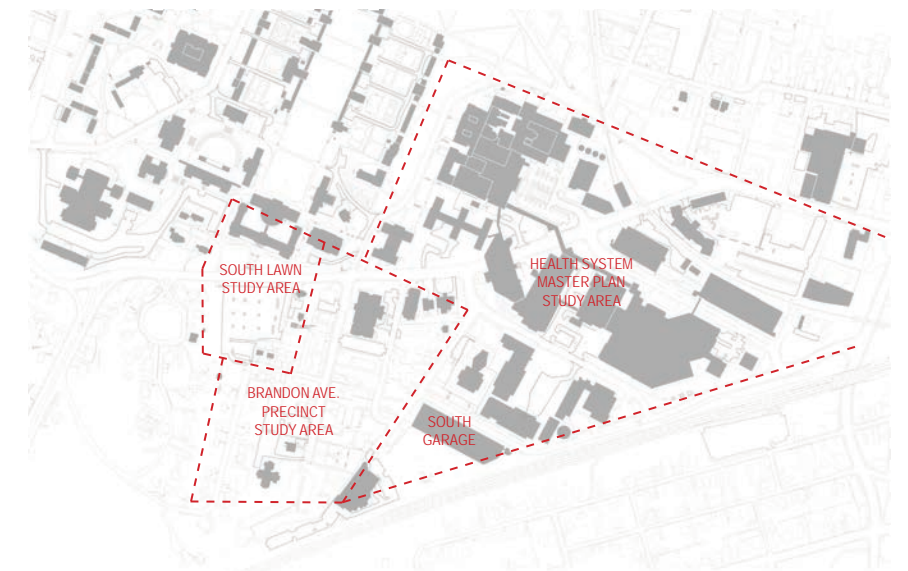 SOUTH LAWN
STUDY AREA
HEALTH SYSTEM
MASTER PLAN
STUDY AREA
BRANDON AVE.
PRECINCT
STUDY AREA
SOUTH
GARAGE